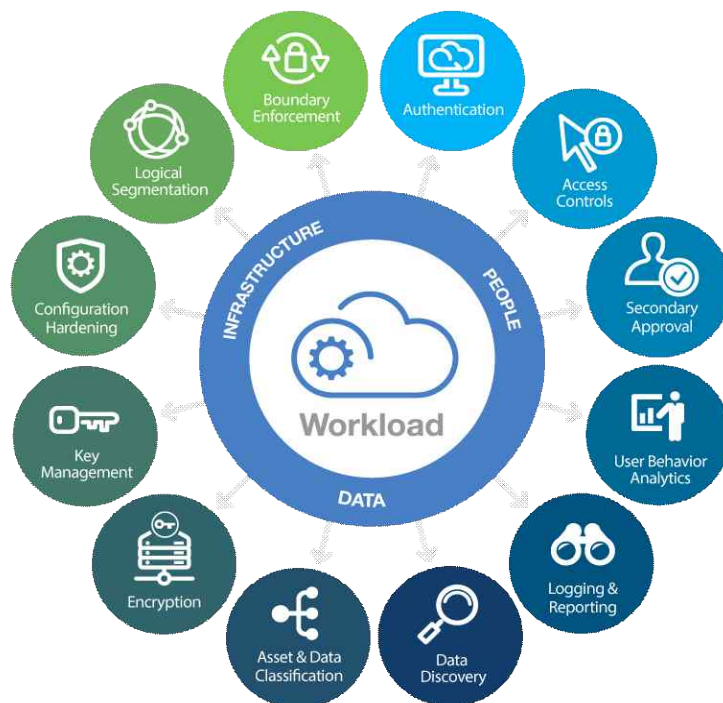 Boundary
Enforcement
Authentication
Logical
Segmentation
Access
Controls
INFRASTRUCTURE
PEOPLE
Configuration
Hardening
Secondary
Approval
Workload
Key
Management
User Behavior
Analytics
DATA
Encryption
Logging &
Reporting
Asset & Data
Classification
Data
Discovery